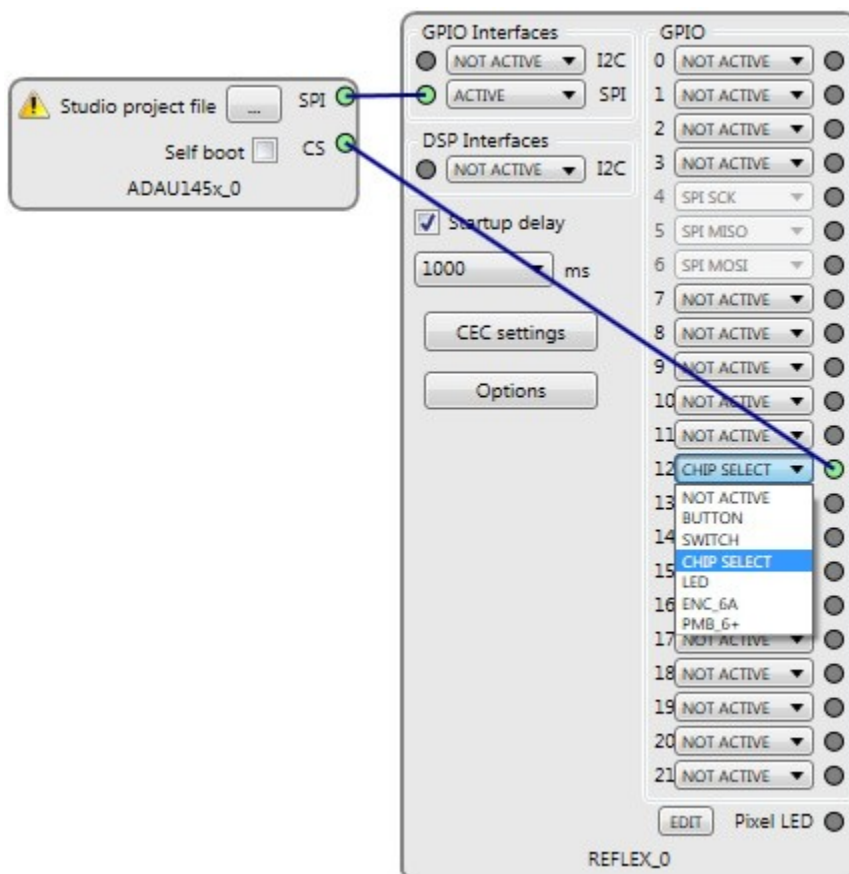 Studio project file ... SPI
Self boot CS
ADAU145x_0
GPIO Interfaces
NOT ACTIVE I2C
ACTIVE SPI
DSP Interfaces
NOT ACTIVE I2C
Startup delay
1000 ms
CEC settings
Options
GPIO
0 NOT ACTIVE
1 NOT ACTIVE
2 NOT ACTIVE
3 NOT ACTIVE
4 SPI SCK
5 SPI MISO
6 SPI MOSI
7 NOT ACTIVE
8 NOT ACTIVE
9 NOT ACTIVE
10 NOT ACTIVE
11 NOT ACTIVE
12 CHIP SELECT
13 NOT ACTIVE
BUTTON
14 SWITCH
CHIP SELECT
15 LED
16 ENC_6A
PMB_6+
17 NOT ACTIVE
18 NOT ACTIVE
19 NOT ACTIVE
20 NOT ACTIVE
21 NOT ACTIVE
EDIT Pixel LED
REFLEX_0